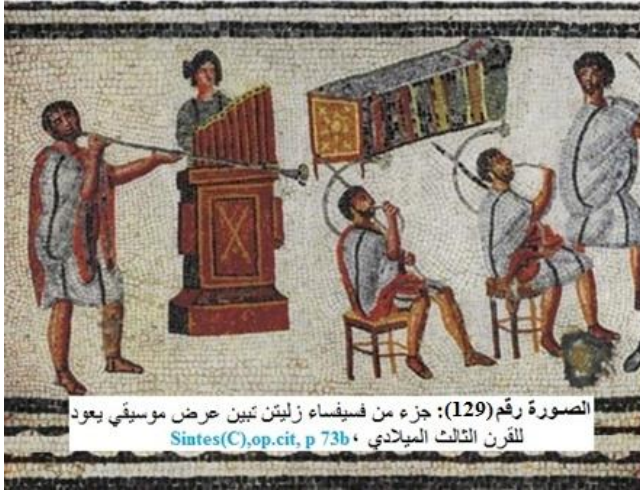 الصورة رقم(129): جزء من فسيفساء زليتن تبين عرض موسيقي يعود
للقرن الثالث الميلادي ، Sintes(C),op.cit, p 73b